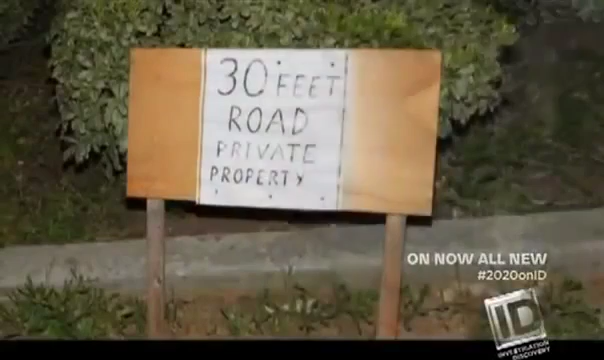 30 FEET
ROAD
PRIVATE
PROPERTY
ON NOW ALL NEW
#2020onID
ID
INVESTIGATION
DISCOVERY